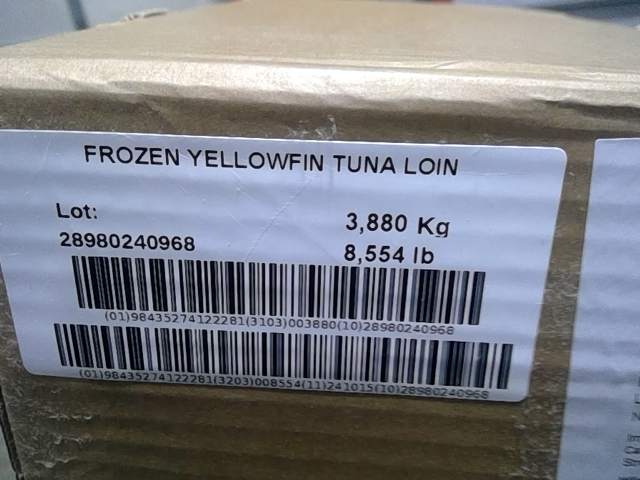 FROZEN YELLOWFIN TUNA LOIN
Lot:
28980240968
3,880 Kg
8,554 lb
(01)98435274122281(3103)003880(10)28980240968
(01)98435274122281(3203)008554(11)241015(10)28980240968